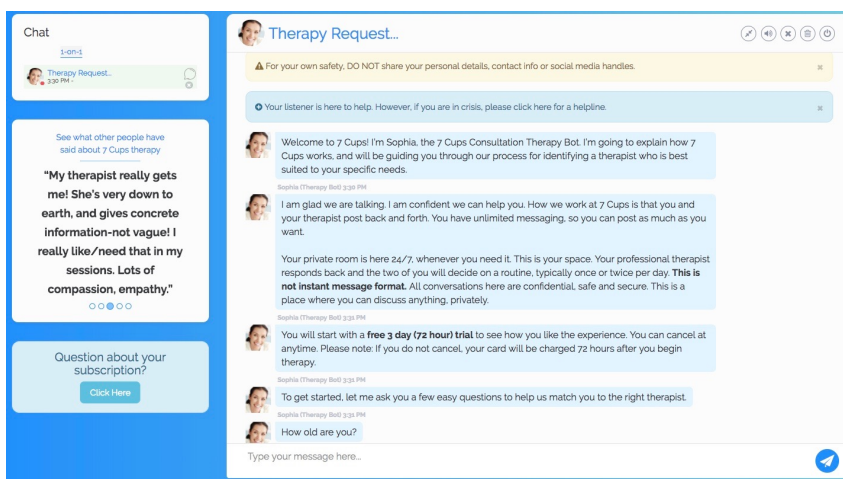 Chat
1-on-1
Therapy Request...
3:30 PM -
See what other people have
said about 7 Cups therapy
“My therapist really gets
me! She's very down to
earth, and gives concrete
information-not vague! I
really like/need that in my
sessions. Lots of
compassion, empathy.”
Question about your
subscription?
Click Here
Therapy Request...
For your own safety, DO NOT share your personal details, contact info or social media handles.
Your listener is here to help. However, if you are in crisis, please click here for a helpline.
Welcome to 7 Cups! I'm Sophia, the 7 Cups Consultation Therapy Bot. I'm going to explain how 7
Cups works, and will be guiding you through our process for identifying a therapist who is best
suited to your specific needs.
Sophia (Therapy Bot) 3:30 PM
I am glad we are talking. I am confident we can help you. How we work at 7 Cups is that you and
your therapist post back and forth. You have unlimited messaging, so you can post as much as you
want.
Your private room is here 24/7, whenever you need it. This is your space. Your professional therapist
responds back and the two of you will decide on a routine, typically once or twice per day. This is
not instant message format. All conversations here are confidential, safe and secure. This is a
place where you can discuss anything, privately.
Sophia (Therapy Bot) 3:31 PM
You will start with a free 3 day (72 hour) trial to see how you like the experience. You can cancel at
anytime. Please note: If you do not cancel, your card will be charged 72 hours after you begin
therapy.
Sophia (Therapy Bot) 3:31 PM
To get started, let me ask you a few easy questions to help us match you to the right therapist.
Sophia (Therapy Bot) 3:31 PM
How old are you?
Type your message here...